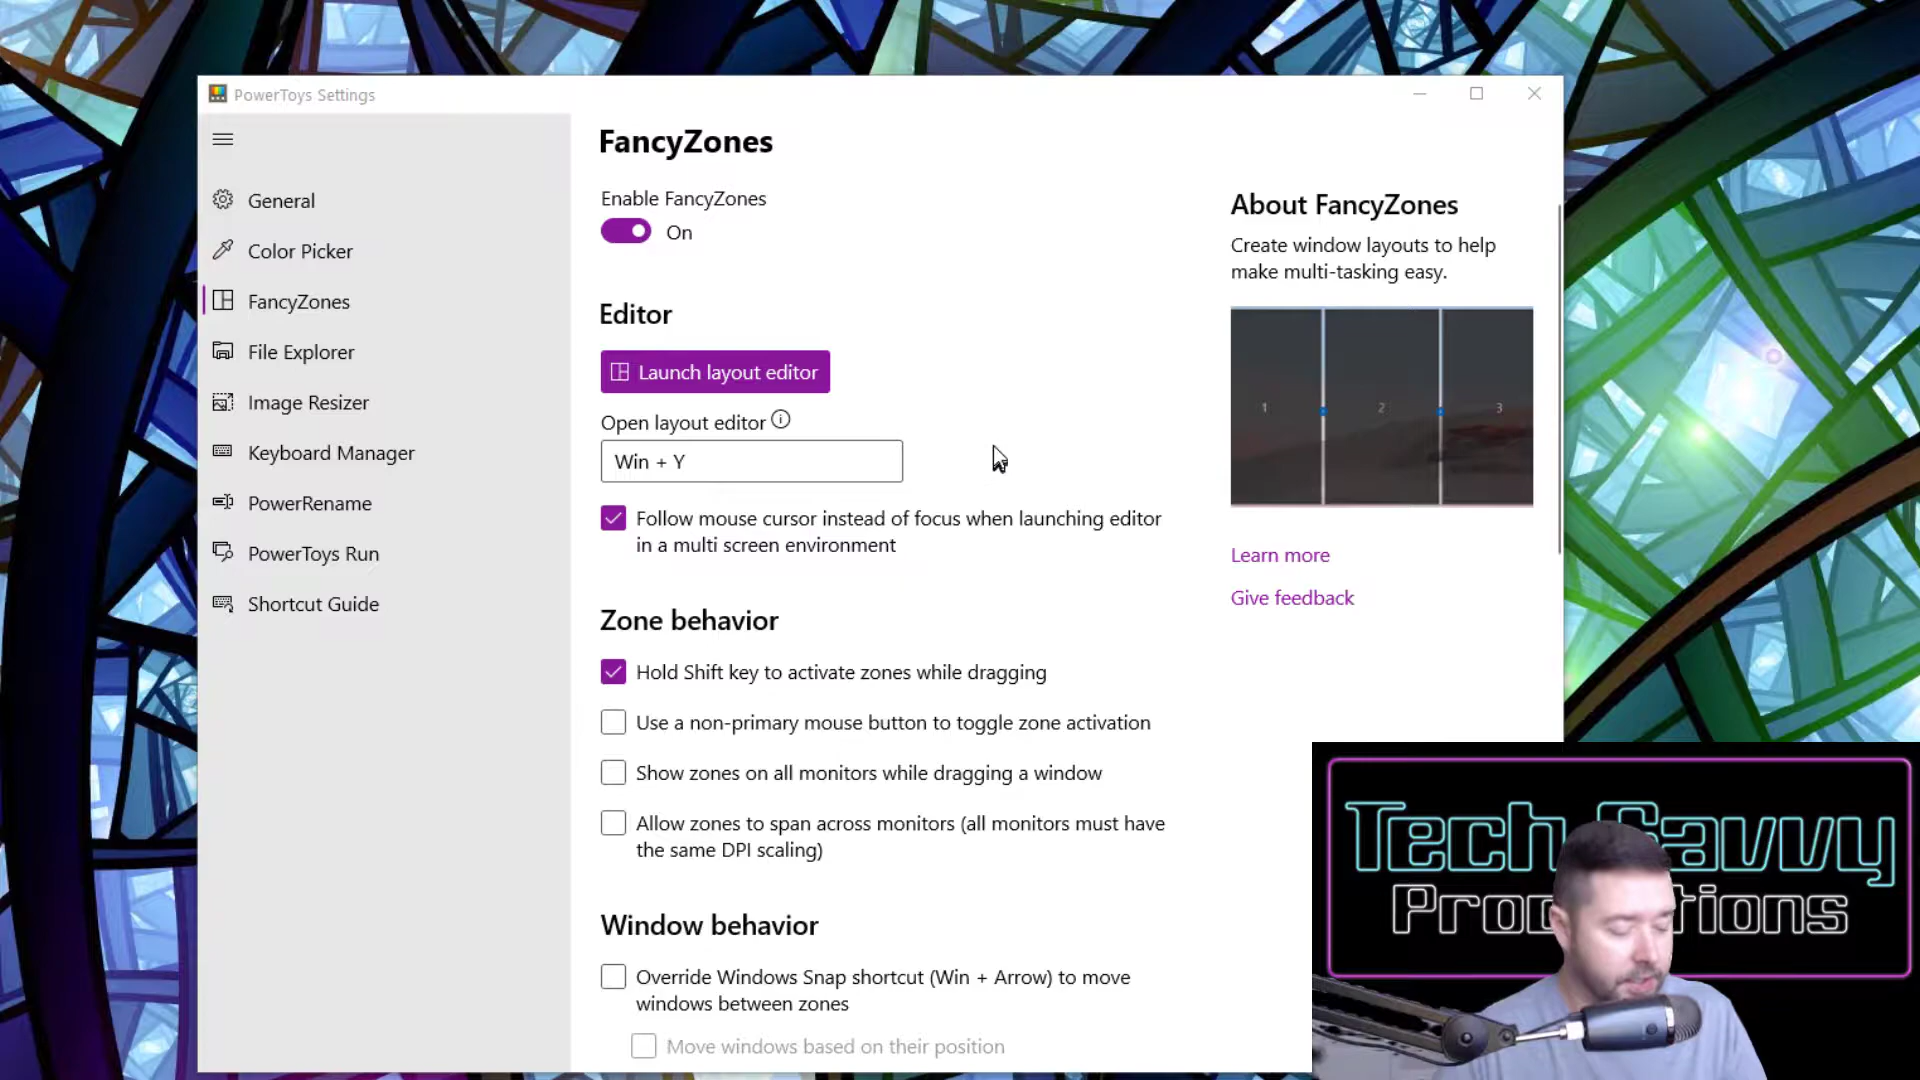 PowerToys Settings
General
Color Picker
FancyZones
File Explorer
Image Resizer
Keyboard Manager
PowerRename
PowerToys Run
Shortcut Guide
FancyZones
Enable FancyZones
On
Editor
Launch layout editor
Open layout editor
Win + Y
Follow mouse cursor instead of focus when launching editor
in a multi screen environment
Zone behavior
Hold Shift key to activate zones while dragging
Use a non-primary mouse button to toggle zone activation
Show zones on all monitors while dragging a window
Allow zones to span across monitors (all monitors must have
the same DPI scaling)
Window behavior
Override Windows Snap shortcut (Win + Arrow) to move
windows between zones
Move windows based on their position
About FancyZones
Create window layouts to help
make multi-tasking easy.
1 2 3
Learn more
Give feedback
Tech Savvy
Productions